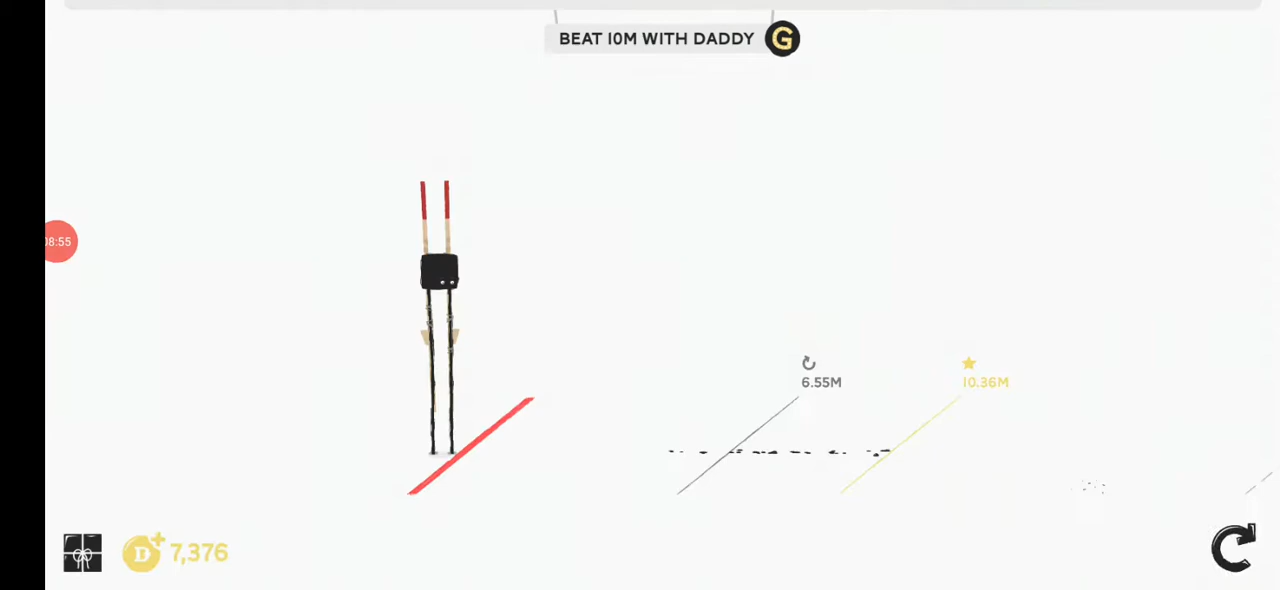 BEAT 10M WITH DADDY G
08:55
6.55M
10.36M
D 7,376